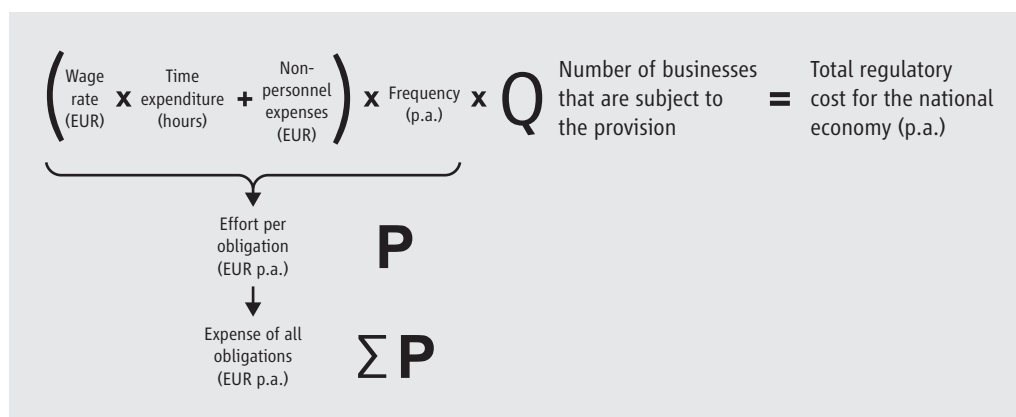 ( Wage rate (EUR) x Time expenditure (hours) + Non-personnel expenses (EUR) ) x Frequency (p.a.) x Q Number of businesses that are subject to the provision = Total regulatory cost for the national economy (p.a.)
Effort per
obligation
(EUR p.a.)
P
Expense of all
obligations
(EUR p.a.)
∑ P